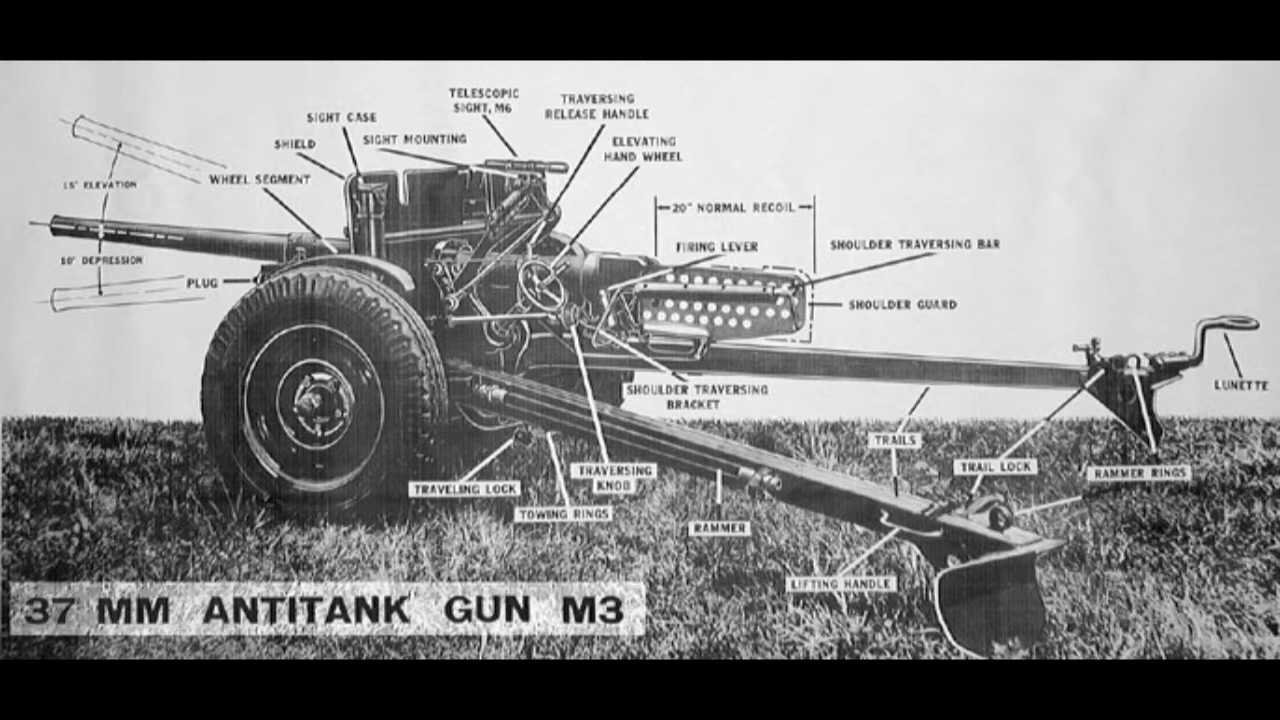 TELESCOPIC
SIGHT, M6
TRAVERSING
RELEASE HANDLE
SIGHT CASE
SIGHT MOUNTING
SHIELD
ELEVATING
HAND WHEEL
WHEEL SEGMENT
15° ELEVATION
20" NORMAL RECOIL
FIRING LEVER
SHOULDER TRAVERSING BAR
10° DEPRESSION
PLUG
SHOULDER GUARD
LUNETTE
SHOULDER TRAVERSING
BRACKET
TRAILS
TRAIL LOCK
RAMMER RINGS
TRAVERSING
KNOB
TRAVELING LOCK
TOWING RINGS
RAMMER
LIFTING HANDLE
37 MM ANTITANK GUN M3